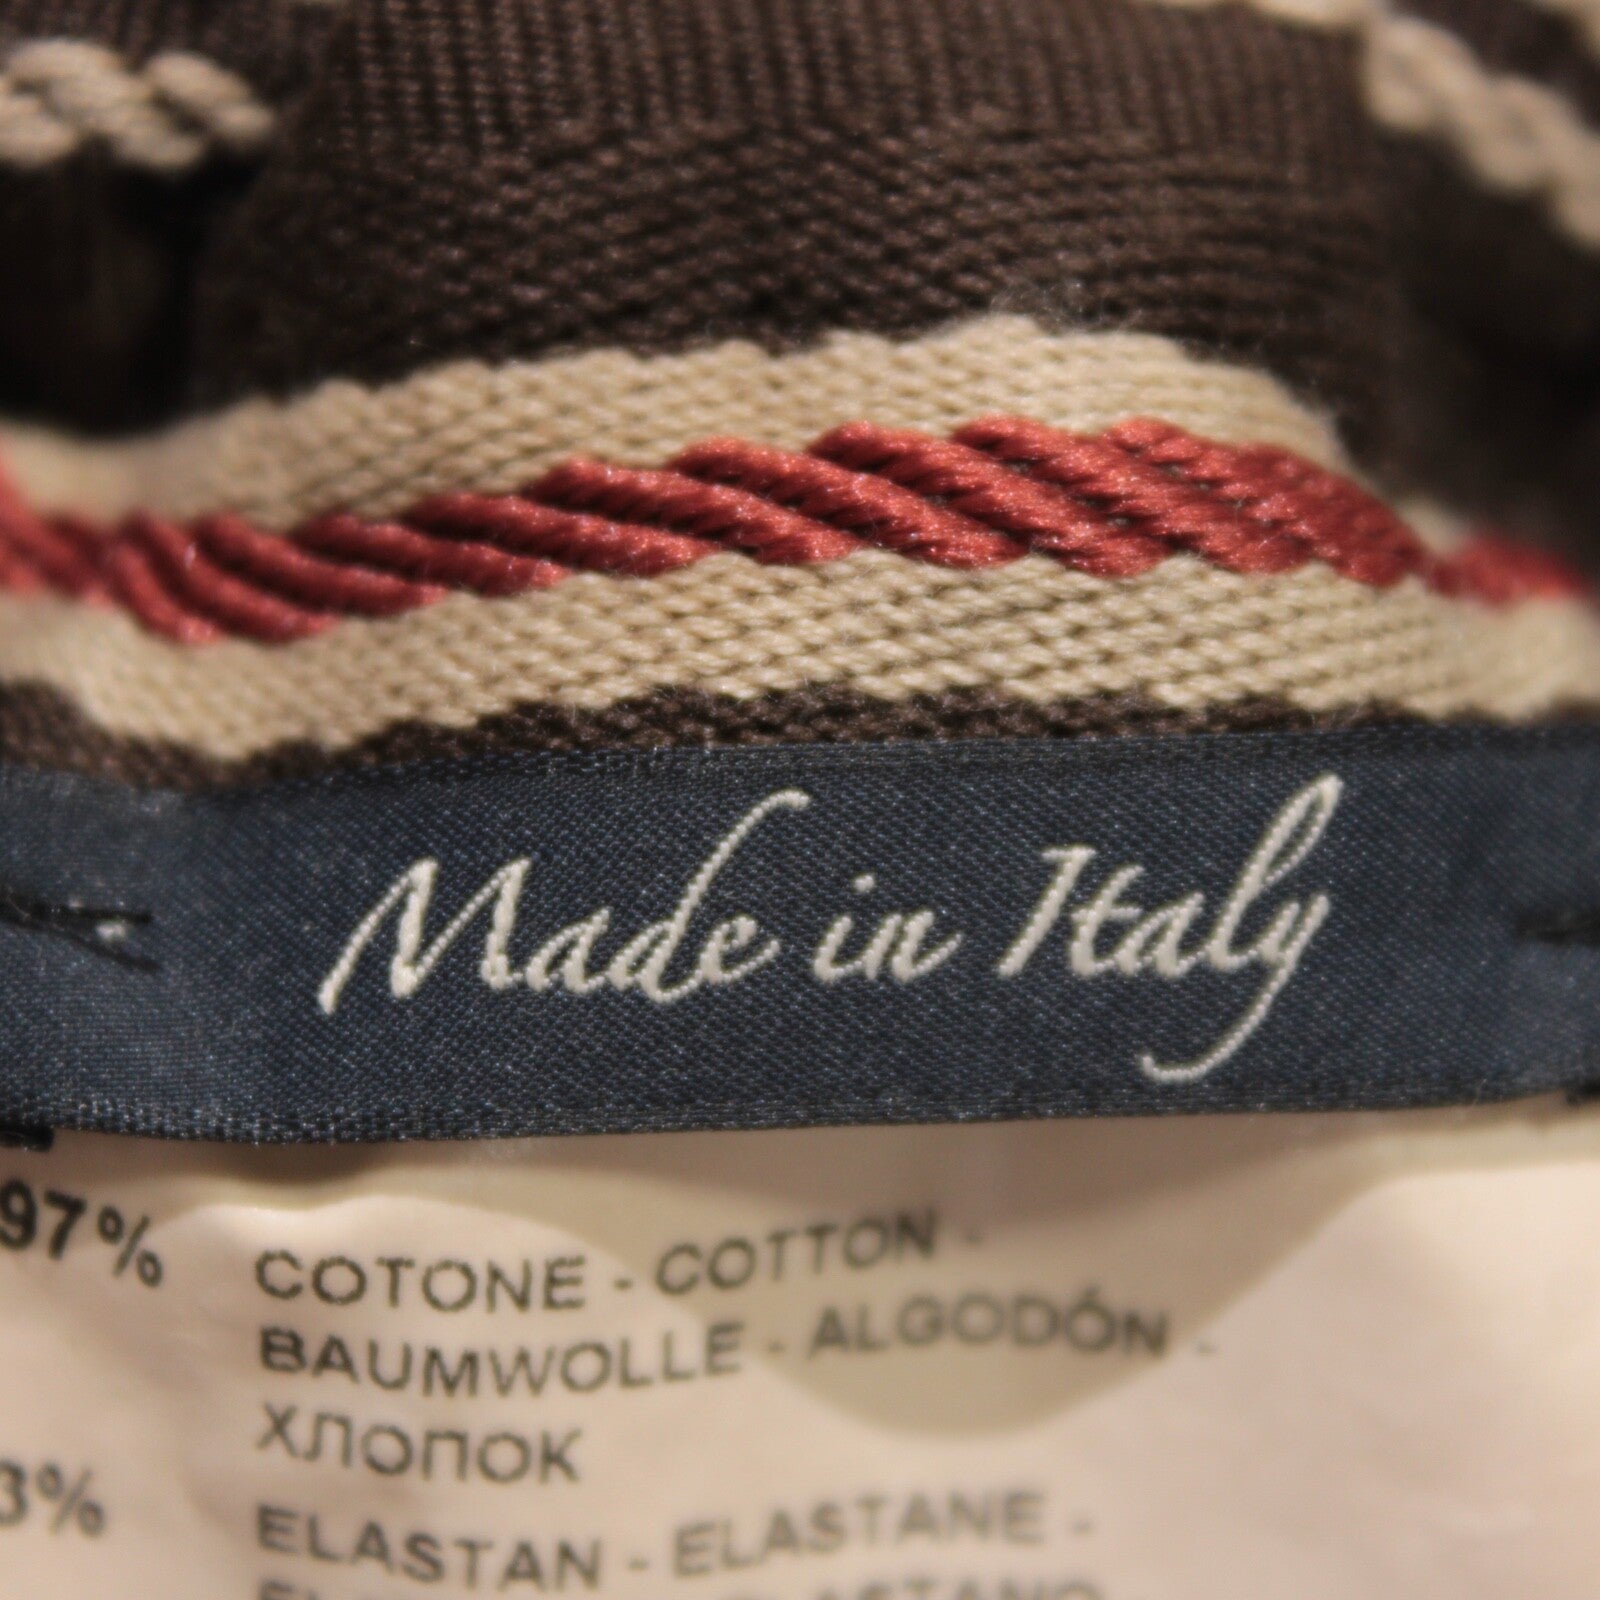 Made in Italy
97% COTONE - COTTON -
BAUMWOLLE - ALGODÓN -
ХЛОПОК
3% ELASTAN - ELASTANE -